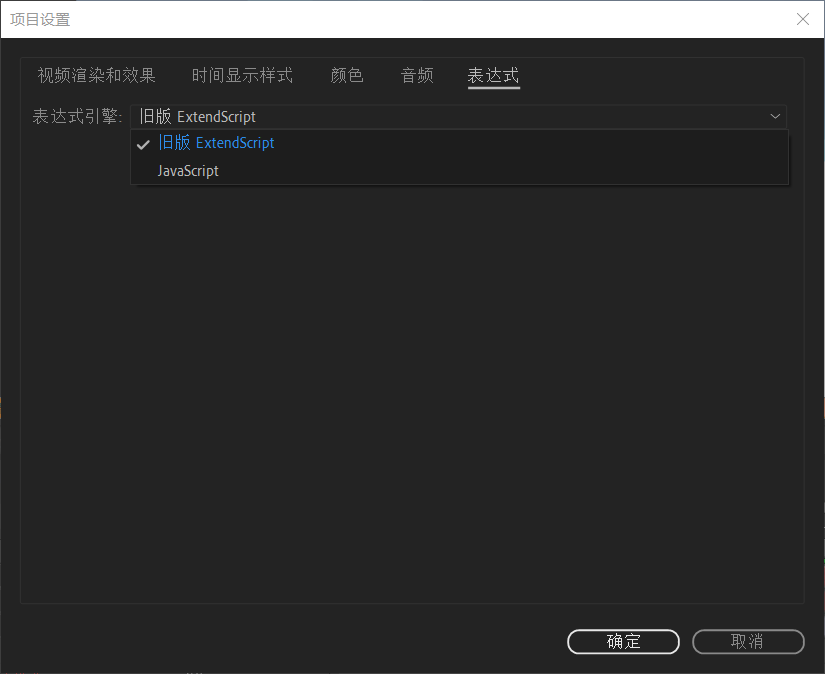 项目设置
视频渲染和效果 时间显示样式 颜色 音频 表达式
表达式引擎: 旧版 ExtendScript
旧版 ExtendScript
JavaScript
确定 取消